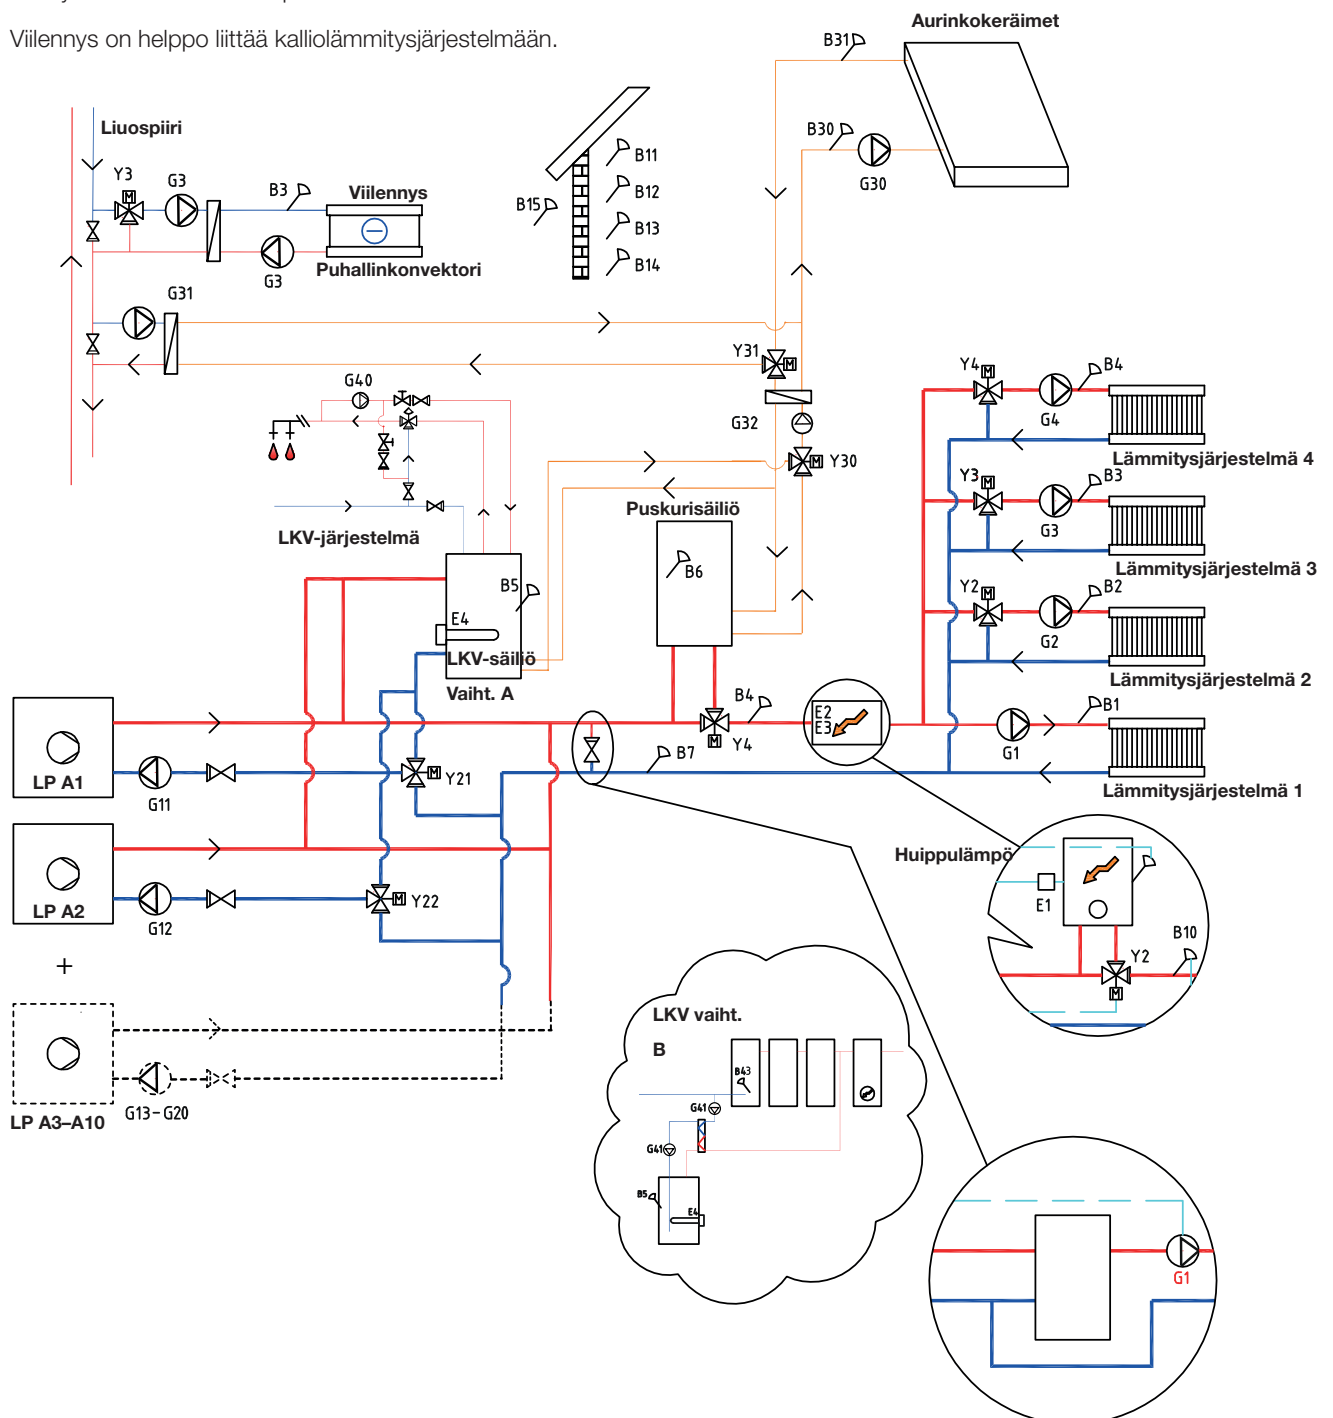 Viilennys on helppo liittää kalliolämmitysjärjestelmään.
Aurinkokeräimet
B31
B30
G30
Liuospiiri
Y3
M
G3
B3
Viilennys
Puhallinkonvektori
G3
G31
B11
B12
B15
B13
B14
Y31
M
G32
Y30
M
G40
LKV-järjestelmä
Puskurisäiliö
B6
B5
E4
LKV-säiliö
Vaiht. A
Y4
M
B4
G4
Lämmitysjärjestelmä 4
Y3
M
B3
G3
Lämmitysjärjestelmä 3
Y2
M
B2
G2
Lämmitysjärjestelmä 2
B4
Y4
M
E2
E3
B1
G1
Lämmitysjärjestelmä 1
B7
LP A1
G11
M
Y21
LP A2
G12
M
Y22
+
LP A3–A10
G13-G20
Huippulämpö
E1
Y2
M
B10
LKV vaiht.
B
B43
G41
G41
B5
E4
G1